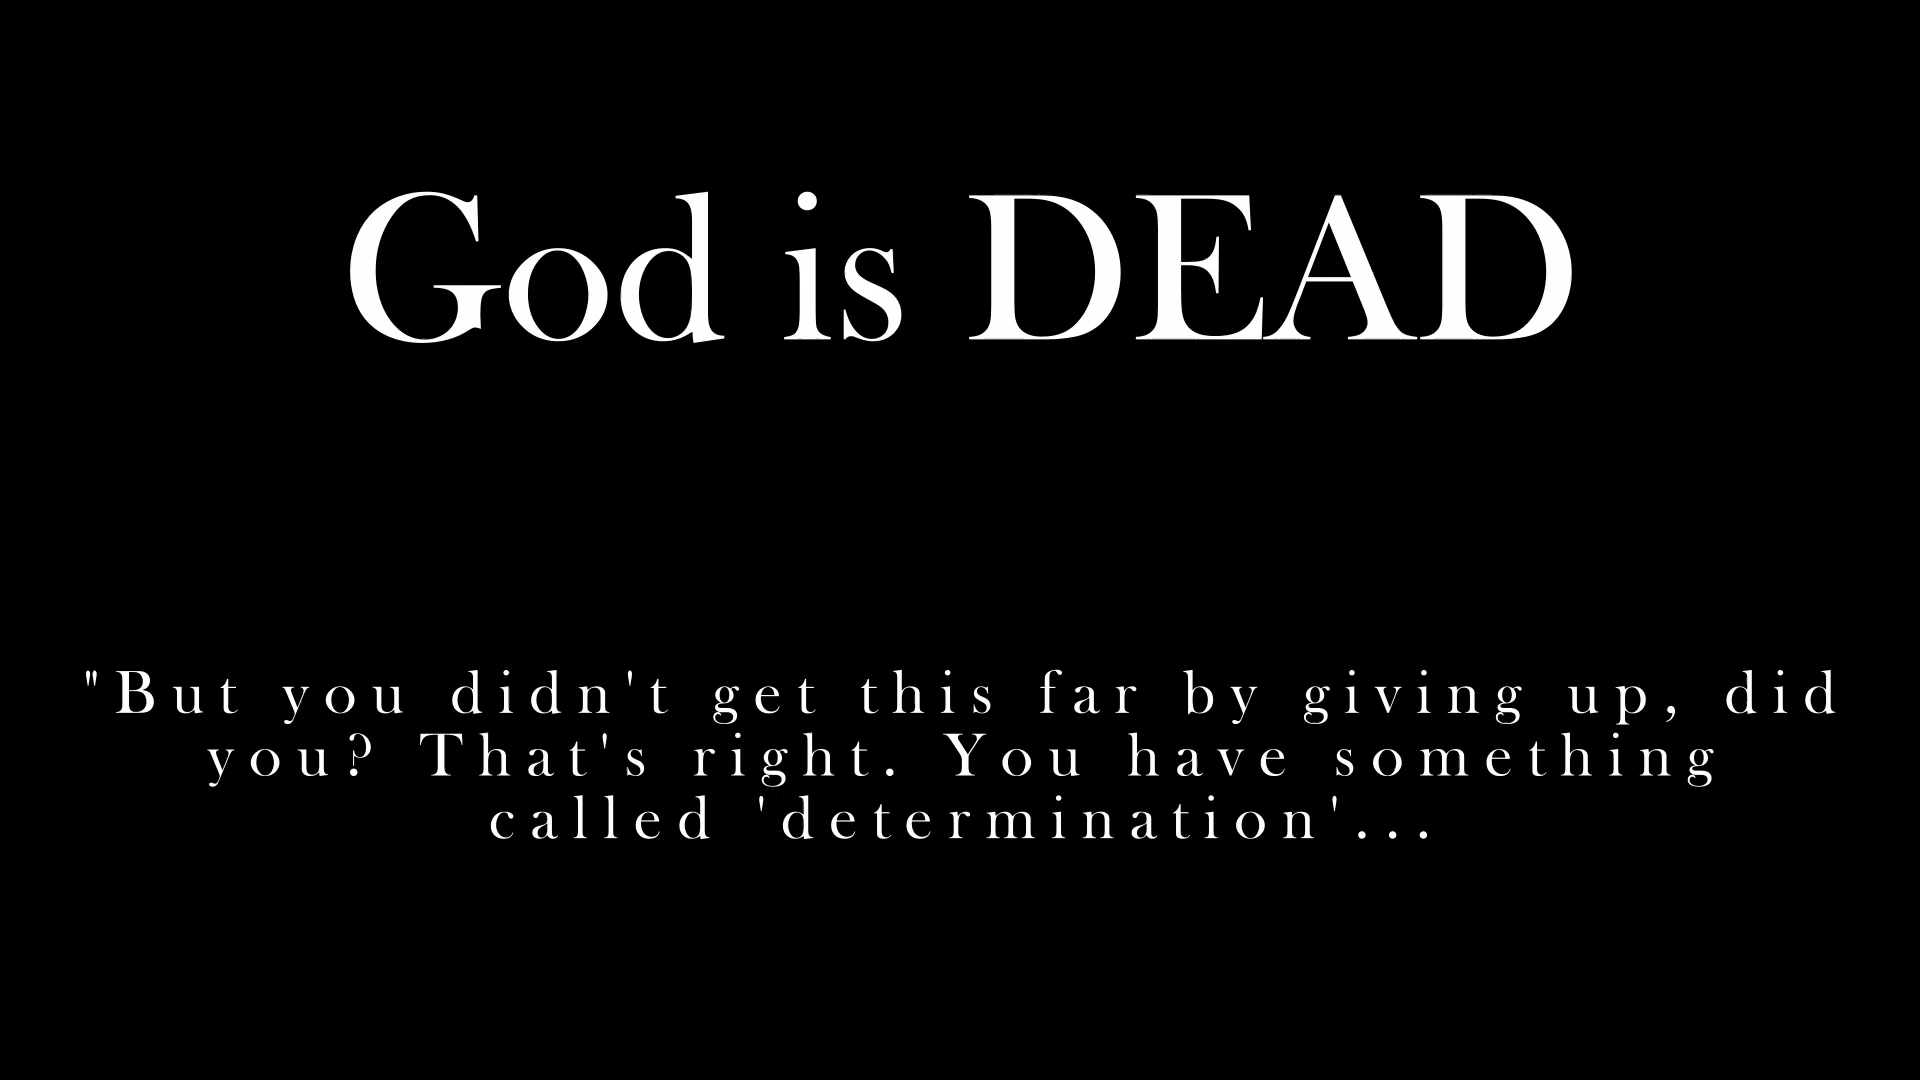 God is DEAD
"But you didn't get this far by giving up, did
you? That's right. You have something
called 'determination'...